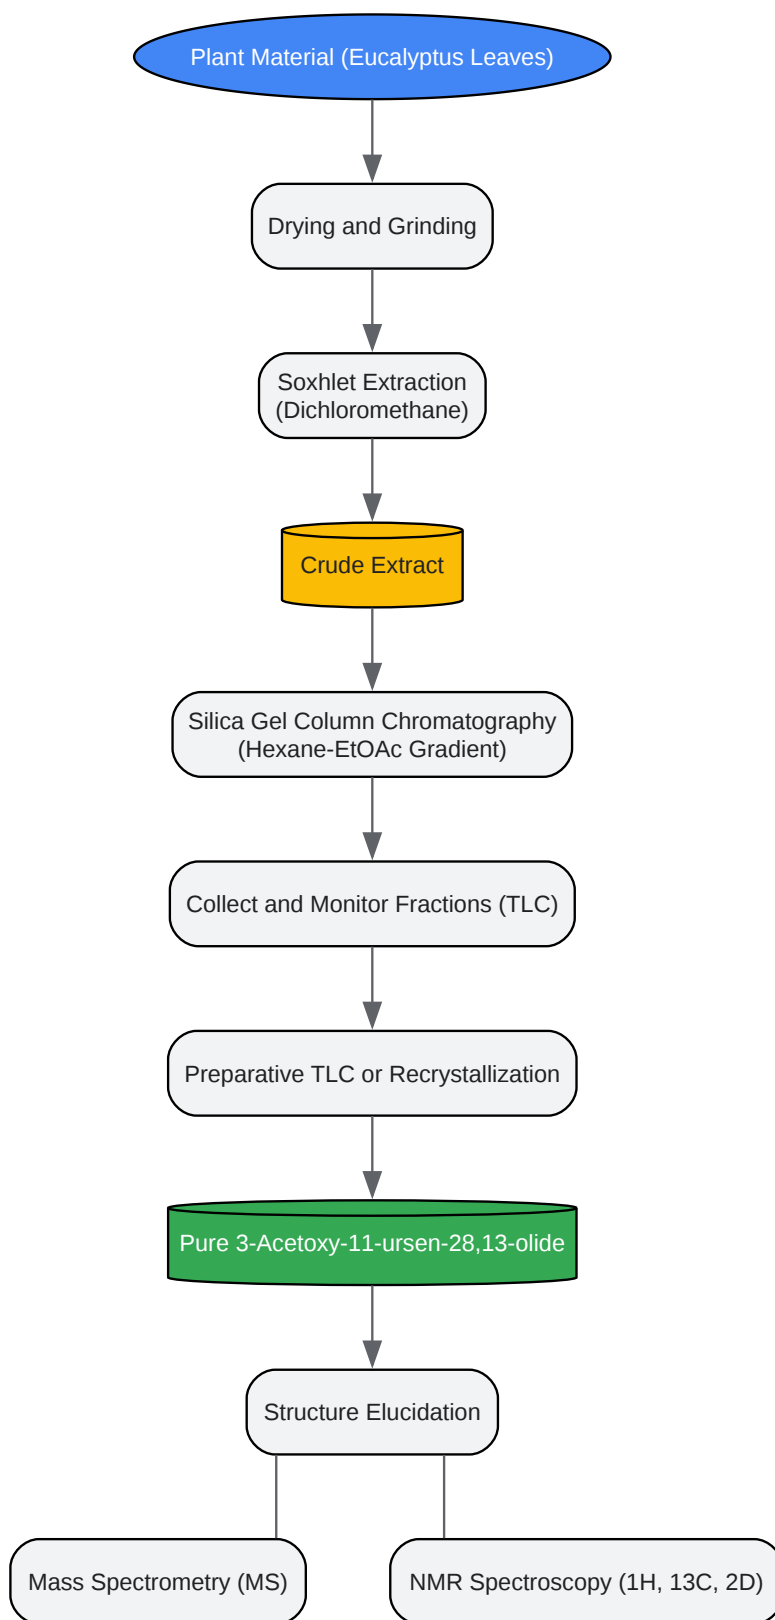 Plant Material (Eucalyptus Leaves)
Drying and Grinding
Soxhlet Extraction
(Dichloromethane)
Crude Extract
Silica Gel Column Chromatography
(Hexane-EtOAc Gradient)
Collect and Monitor Fractions (TLC)
Preparative TLC or Recrystallization
Pure 3-Acetoxy-11-ursen-28,13-olide
Structure Elucidation
Mass Spectrometry (MS)
NMR Spectroscopy (1H, 13C, 2D)